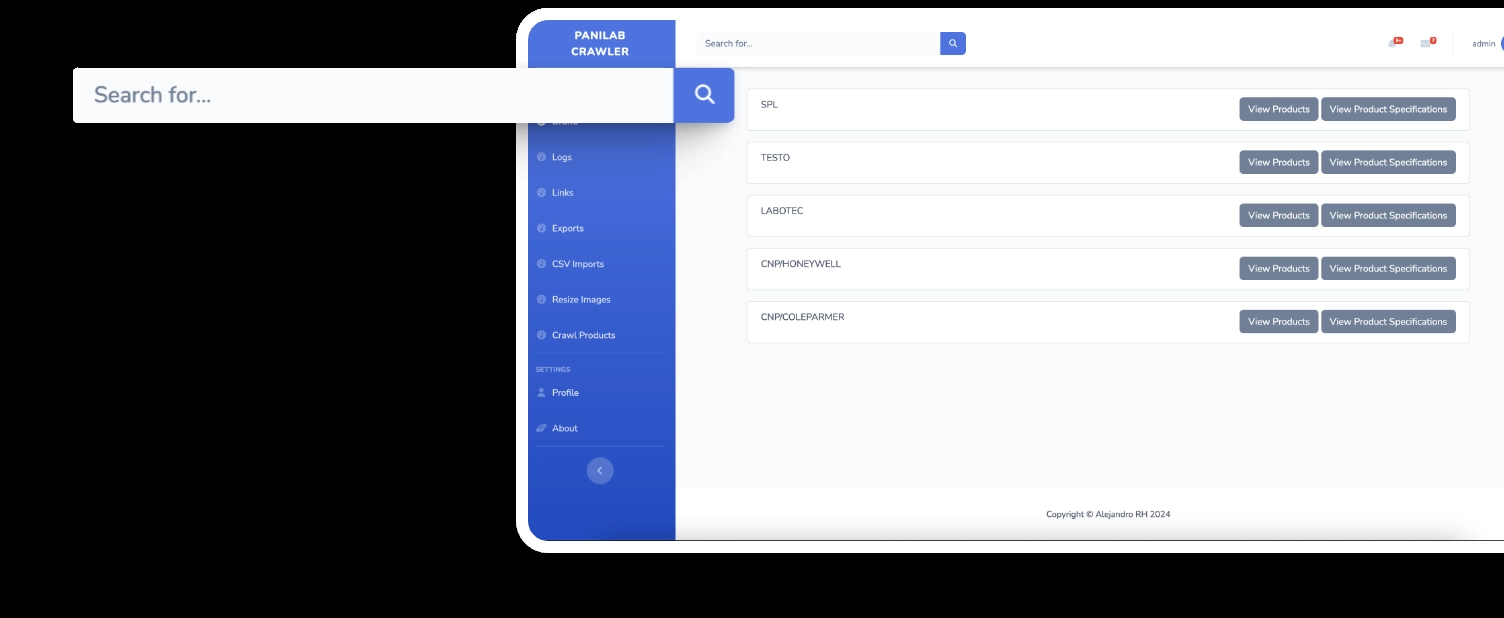 PANILAB
CRAWLER
Search for...
3+
7
admin
Search for...
Logs
Links
Exports
CSV Imports
Resize Images
Crawl Products
SETTINGS
Profile
About
SPL
View Products
View Product Specifications
TESTO
View Products
View Product Specifications
LABOTEC
View Products
View Product Specifications
CNP/HONEYWELL
View Products
View Product Specifications
CNP/COLEPARMER
View Products
View Product Specifications
Copyright © Alejandro RH 2024